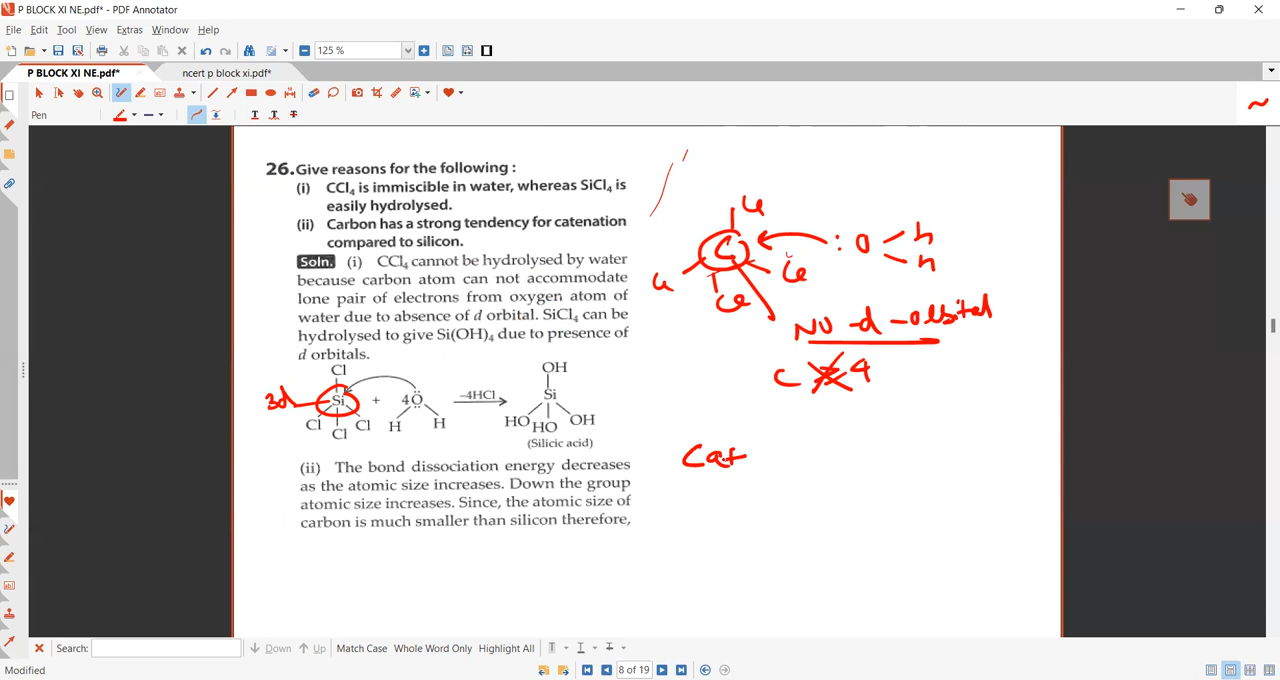 P BLOCK XI NE.pdf* - PDF Annotator
File Edit Tool View Extras Window Help
125 %
P BLOCK XI NE.pdf* ncert p block xi.pdf*
Pen
26. Give reasons for the following :
(i) CCl4 is immiscible in water, whereas SiCl4 is
easily hydrolysed.
(ii) Carbon has a strong tendency for catenation
compared to silicon.
Soln. (i) CCl4 cannot be hydrolysed by water
because carbon atom can not accommodate
lone pair of electrons from oxygen atom of
water due to absence of d orbital. SiCl4 can be
hydrolysed to give Si(OH)4 due to presence of
d orbitals.
Cl
3d Si + 4O -4HCl Si
OH
Cl Cl Cl H H HO HO OH
(Silicic acid)
(ii) The bond dissociation energy decreases
as the atomic size increases. Down the group
atomic size increases. Since, the atomic size of
carbon is much smaller than silicon therefore,
Cl
C : O H
H
Cl Cl
Cl
No -d -orbital
C 4
Cat
Search: Down Up Match Case Whole Word Only Highlight All
Modified 8 of 19